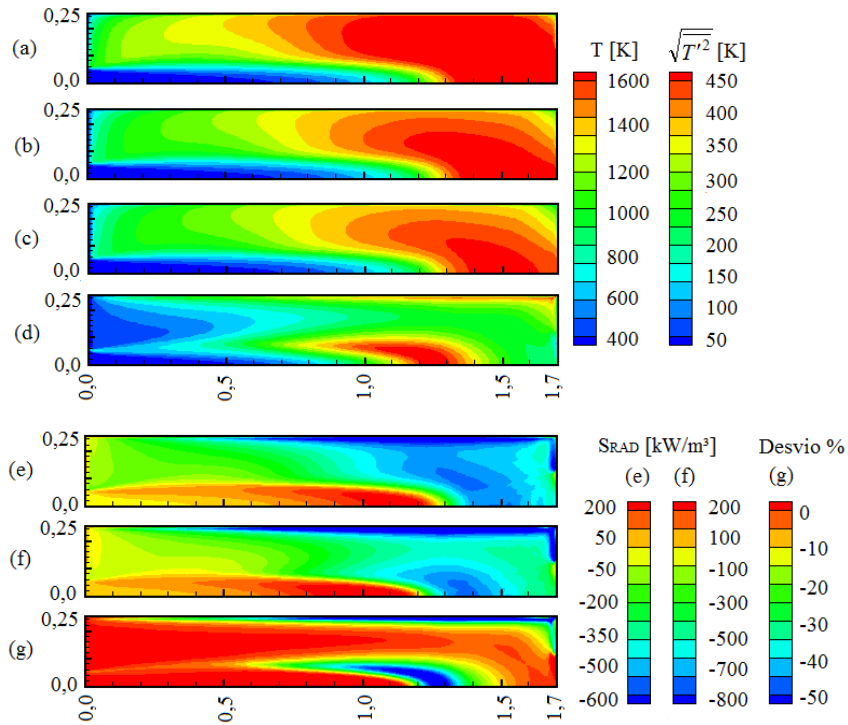 0,25
(a)
0,0
0,25
(b)
0,0
0,25
(c)
0,0
0,25
(d)
0,0
0,0 0,5 1,0 1,5 1,7
T [K] √T′² [K]
1600 450
1400 400
350
1200 300
1000 250
200
800 150
600 100
400 50
0,25
(e)
0,0
0,25
(f)
0,0
0,25
(g)
0,0
0,0 0,5 1,0 1,5 1,7
SRAD [kW/m³] Desvio %
(e) (f) (g)
200 200 0
50 100
-50 -50 -10
-200 -200 -20
-350 -450 -30
-500 -700 -40
-600 -800 -50